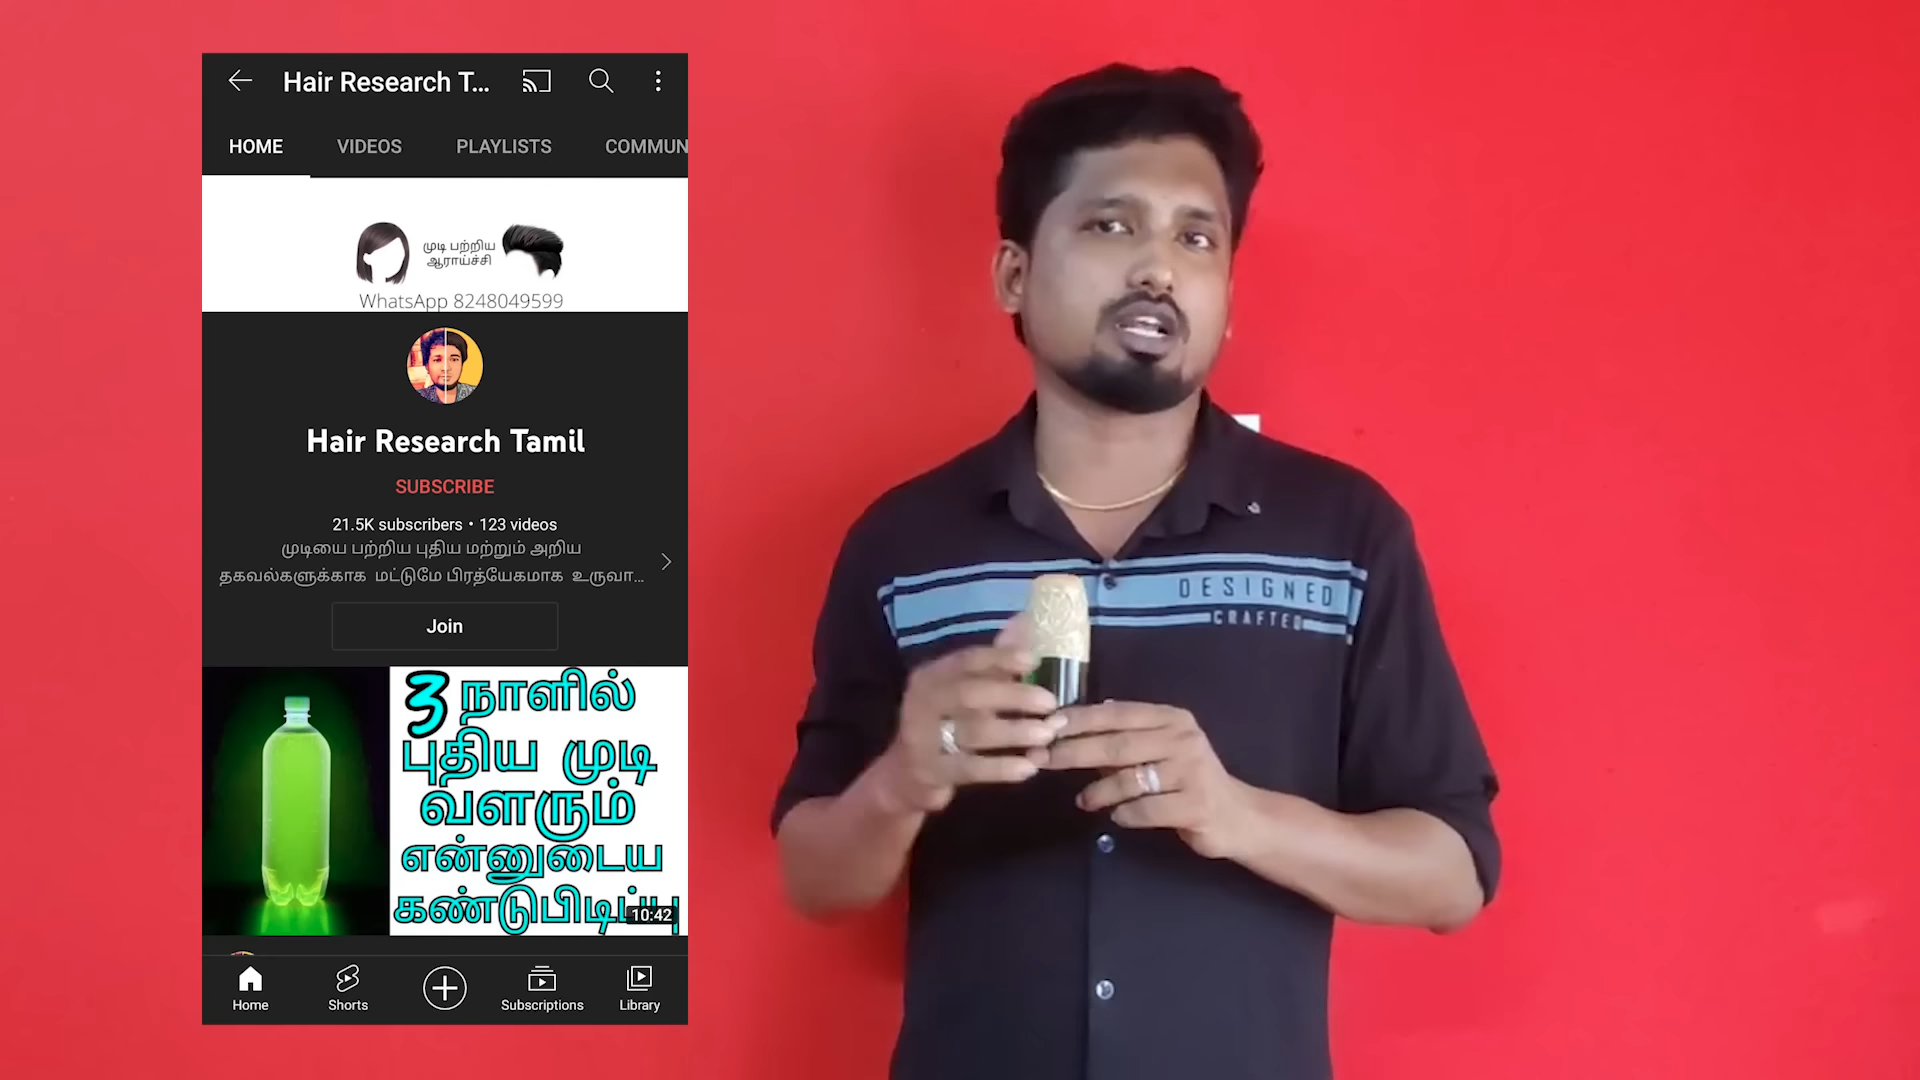 Hair Research T...
HOME VIDEOS PLAYLISTS COMMUN
முடி பற்றிய
ஆராய்ச்சி
WhatsApp 8248049599
Hair Research Tamil
SUBSCRIBE
21.5K subscribers • 123 videos
முடியை பற்றிய புதிய மற்றும் அறிய
தகவல்களுக்காக மட்டுமே பிரத்யேகமாக உருவா...
Join
3 நாளில்
புதிய முடி
வளரும்
என்னுடைய
கண்டுபிடிப்பு
10:42
Home Shorts Subscriptions Library
DESIGNED
CRAFTED